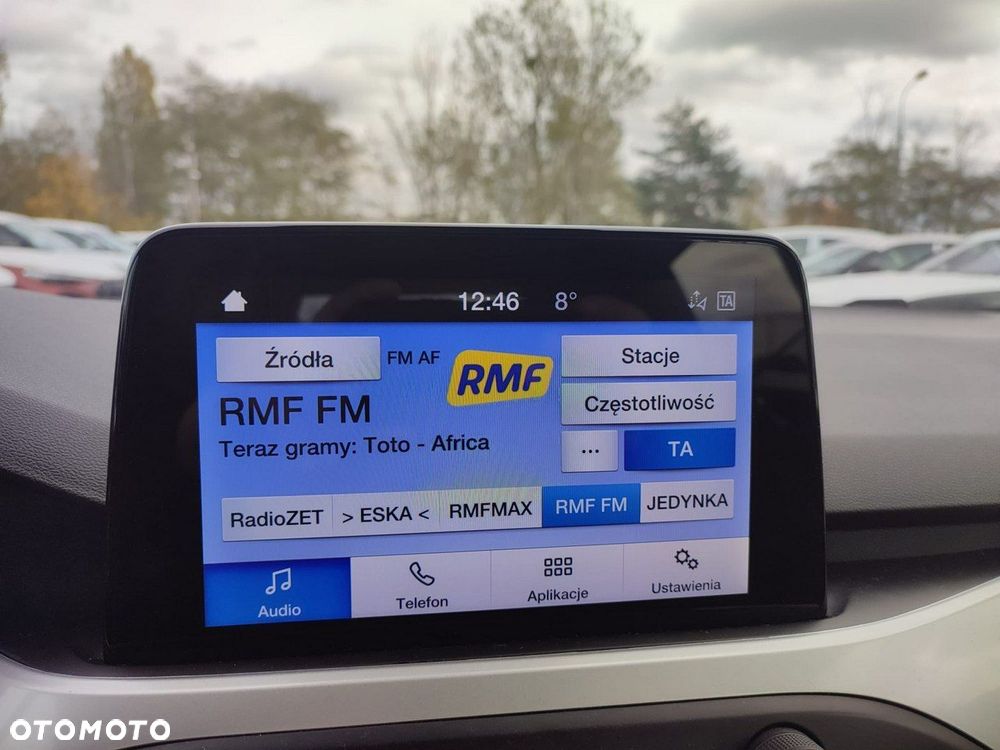 12:46 8° TA
Źródła FM AF RMF Stacje
RMF FM Częstotliwość
Teraz gramy: Toto - Africa ... TA
RadioZET > ESKA < RMFMAX RMF FM JEDYNKA
Audio Telefon Aplikacje Ustawienia
OTOMOTO